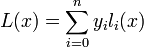 L(x) = \sum_{i=0}^{n} y_i l_i(x)